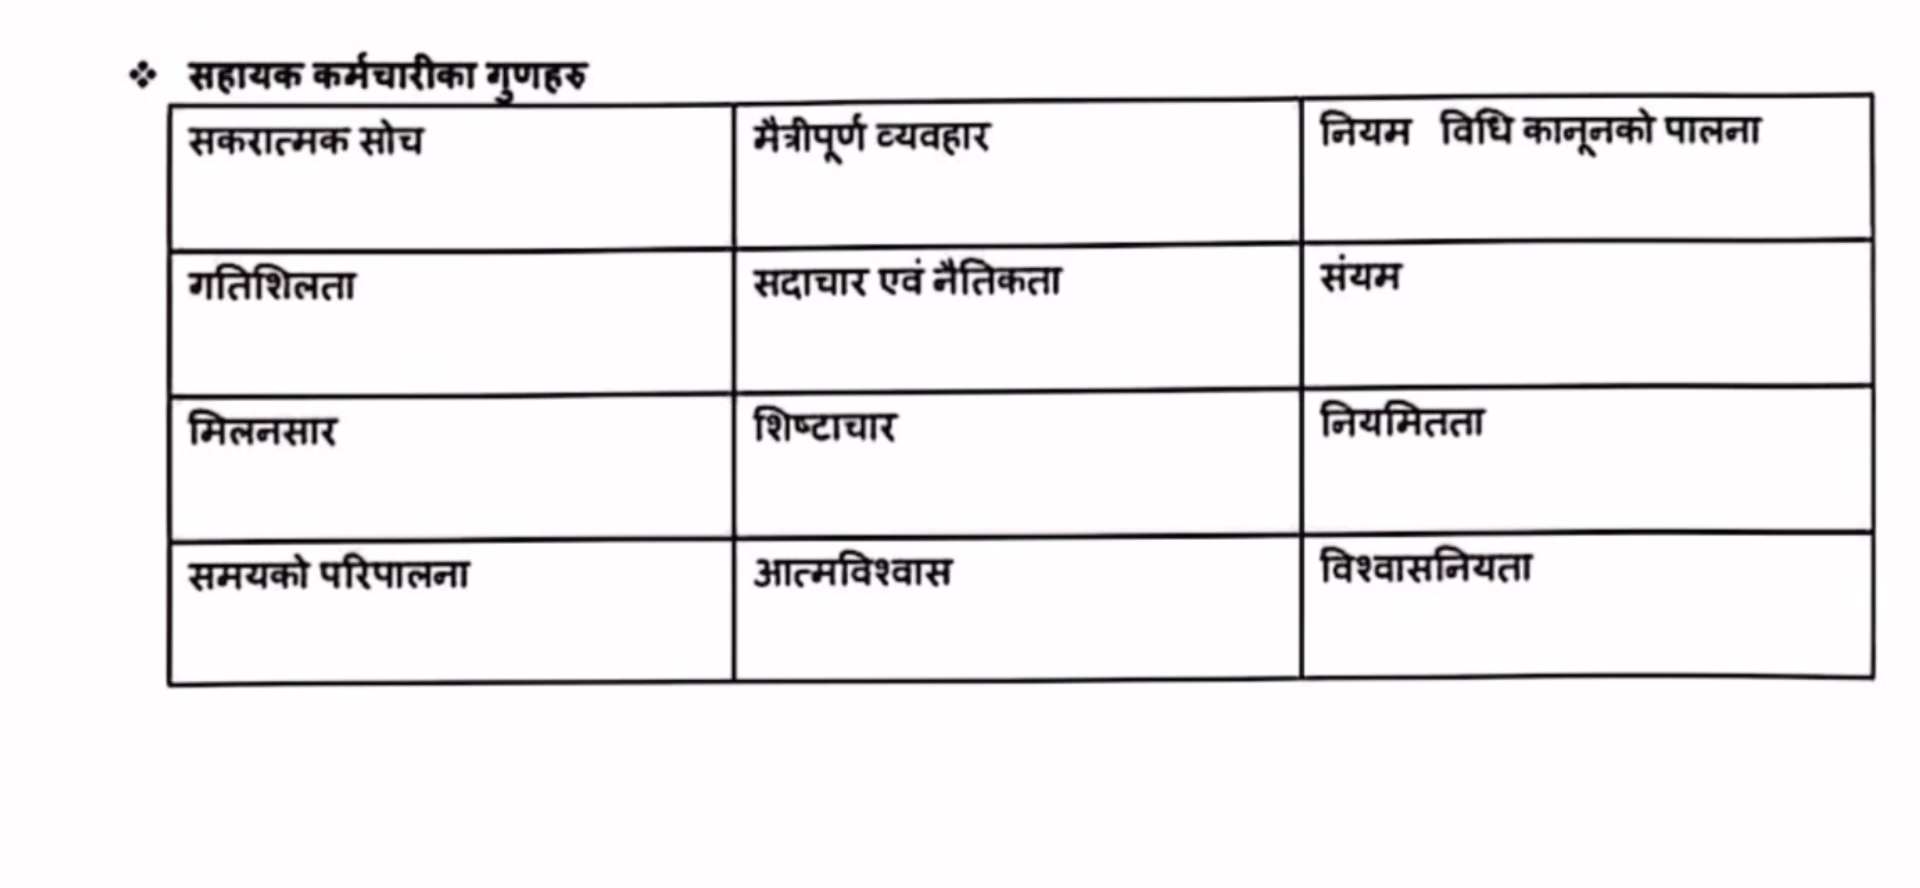 ❖ सहायक कर्मचारीका गुणहरु
सकरात्मक सोच मैत्रीपूर्ण व्यवहार नियम विधि कानूनको पालना
गतिशिलता सदाचार एवं नैतिकता संयम
मिलनसार शिष्टाचार नियमितता
समयको परिपालना आत्मविश्वास विश्वासनियता